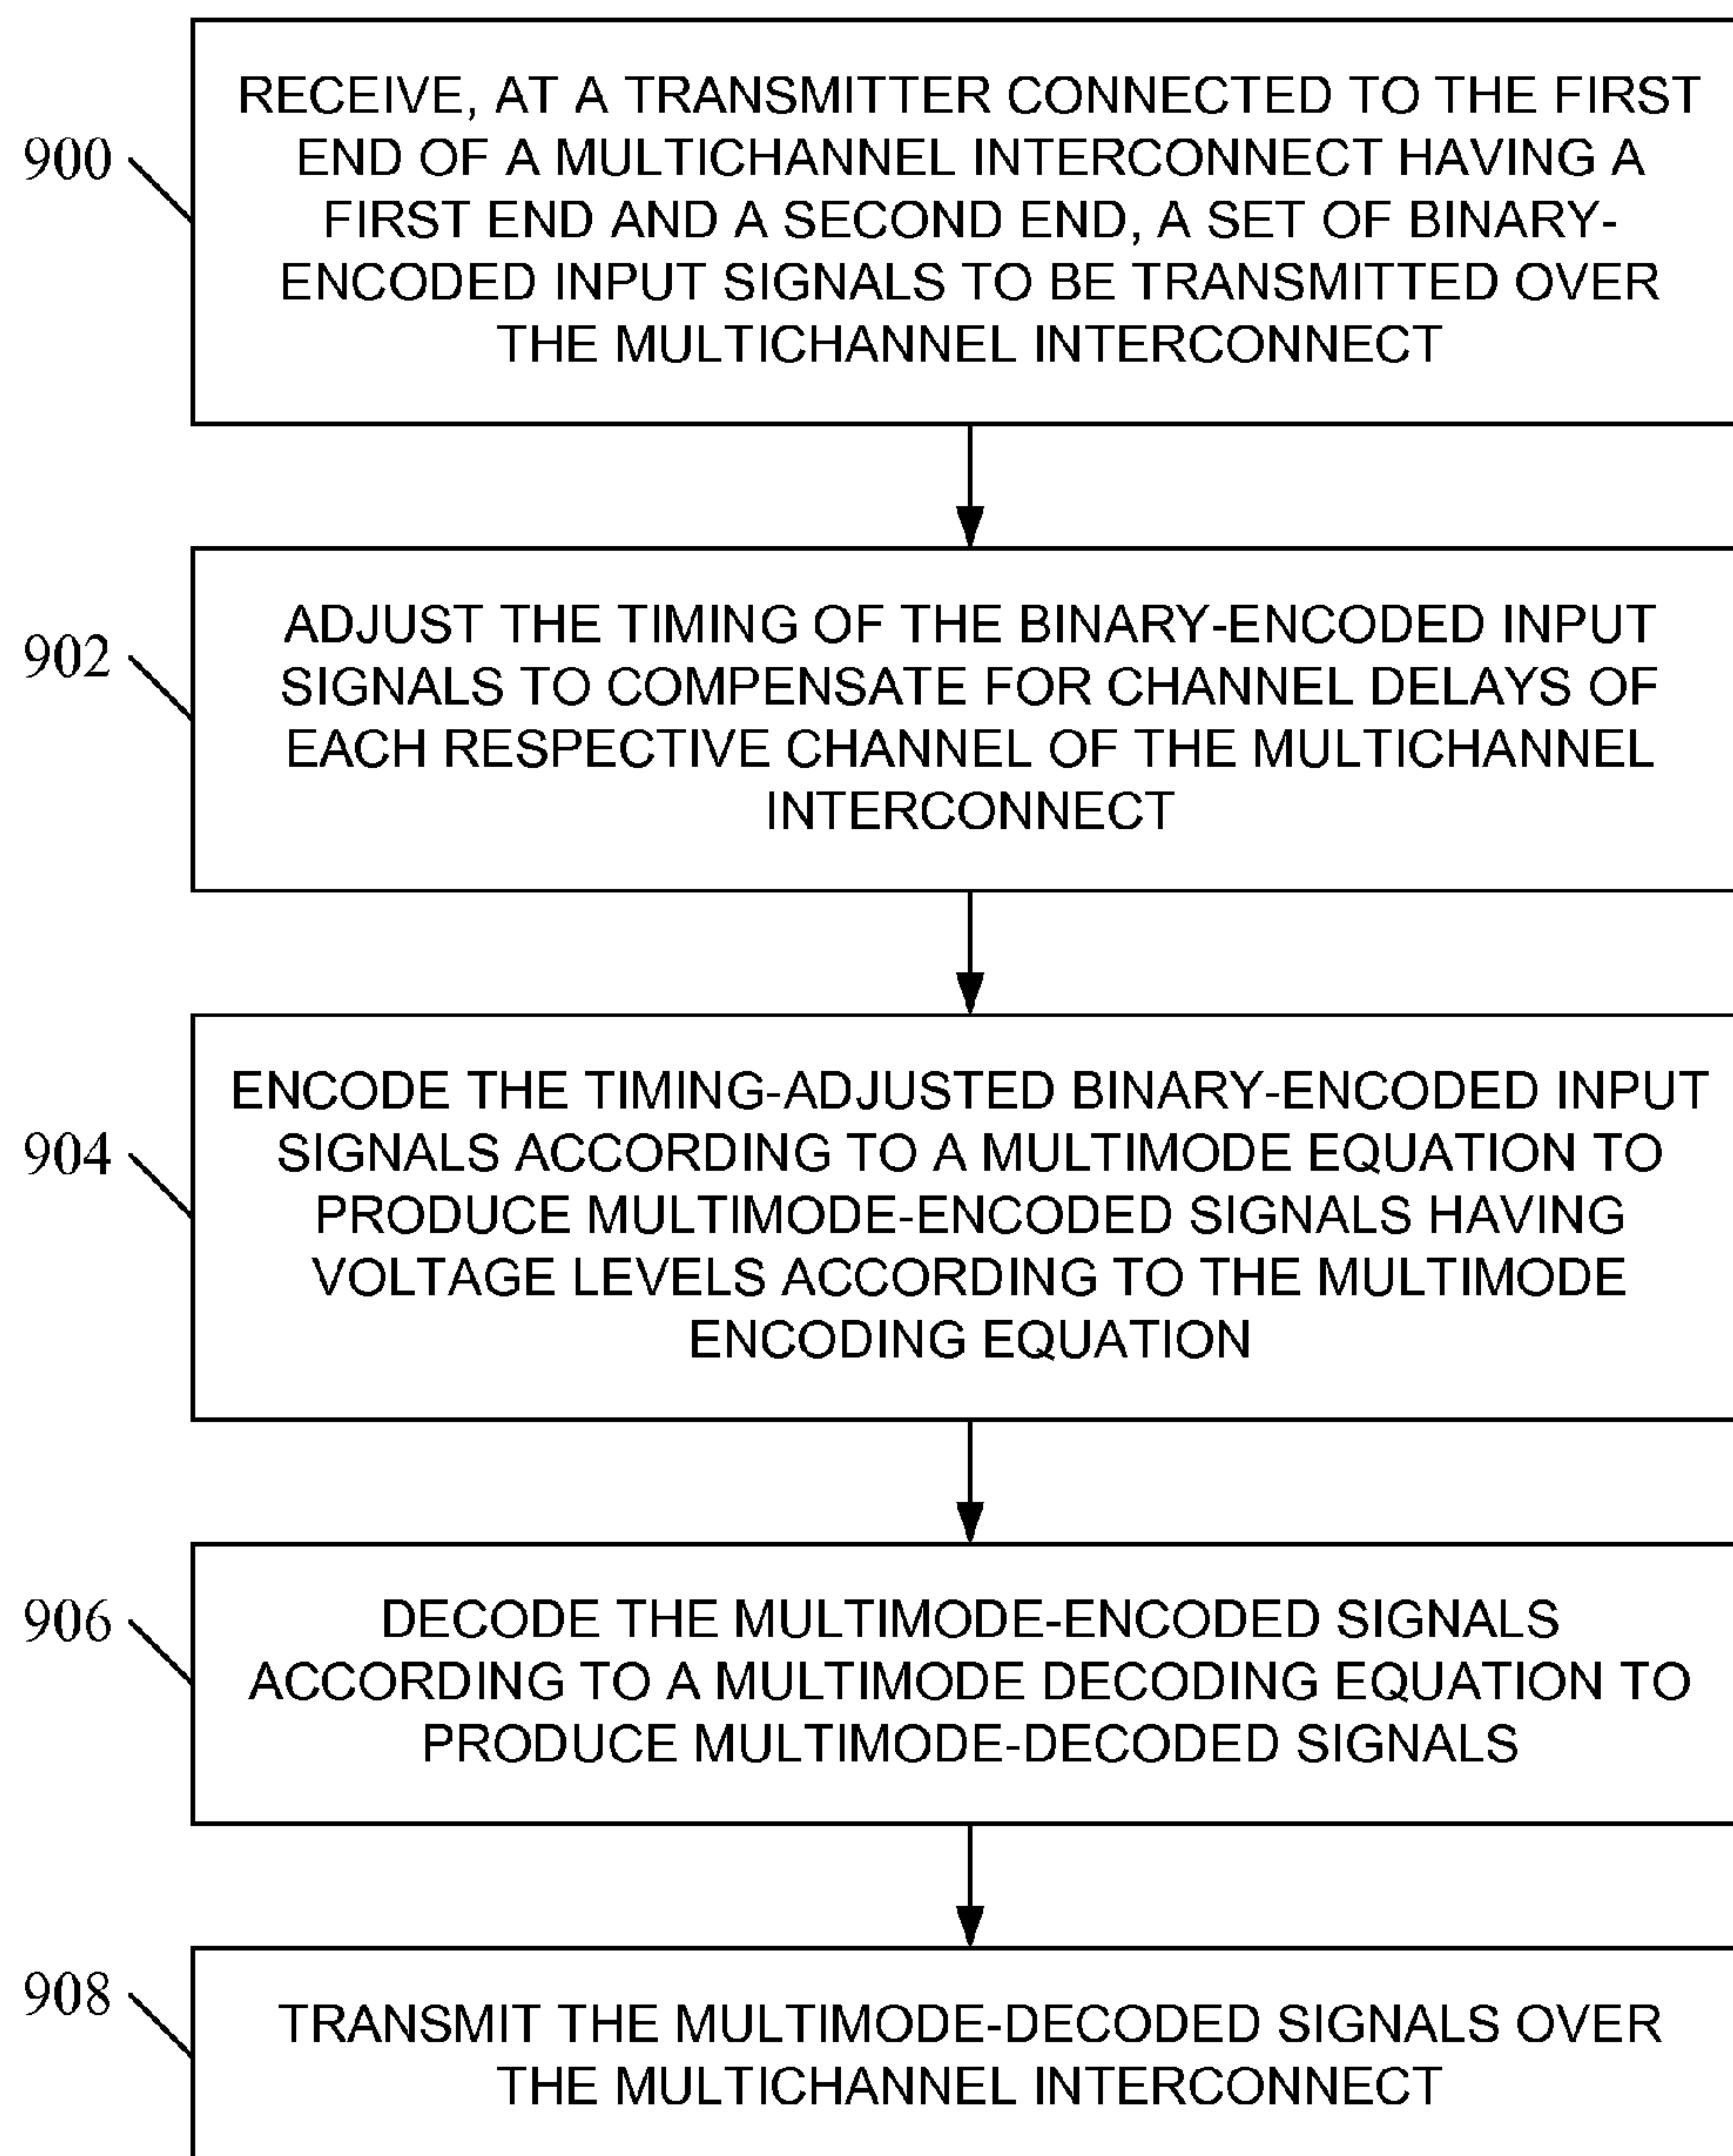 900
RECEIVE, AT A TRANSMITTER CONNECTED TO THE FIRST
END OF A MULTICHANNEL INTERCONNECT HAVING A
FIRST END AND A SECOND END, A SET OF BINARY-
ENCODED INPUT SIGNALS TO BE TRANSMITTED OVER
THE MULTICHANNEL INTERCONNECT
902
ADJUST THE TIMING OF THE BINARY-ENCODED INPUT
SIGNALS TO COMPENSATE FOR CHANNEL DELAYS OF
EACH RESPECTIVE CHANNEL OF THE MULTICHANNEL
INTERCONNECT
904
ENCODE THE TIMING-ADJUSTED BINARY-ENCODED INPUT
SIGNALS ACCORDING TO A MULTIMODE EQUATION TO
PRODUCE MULTIMODE-ENCODED SIGNALS HAVING
VOLTAGE LEVELS ACCORDING TO THE MULTIMODE
ENCODING EQUATION
906
DECODE THE MULTIMODE-ENCODED SIGNALS
ACCORDING TO A MULTIMODE DECODING EQUATION TO
PRODUCE MULTIMODE-DECODED SIGNALS
908
TRANSMIT THE MULTIMODE-DECODED SIGNALS OVER
THE MULTICHANNEL INTERCONNECT